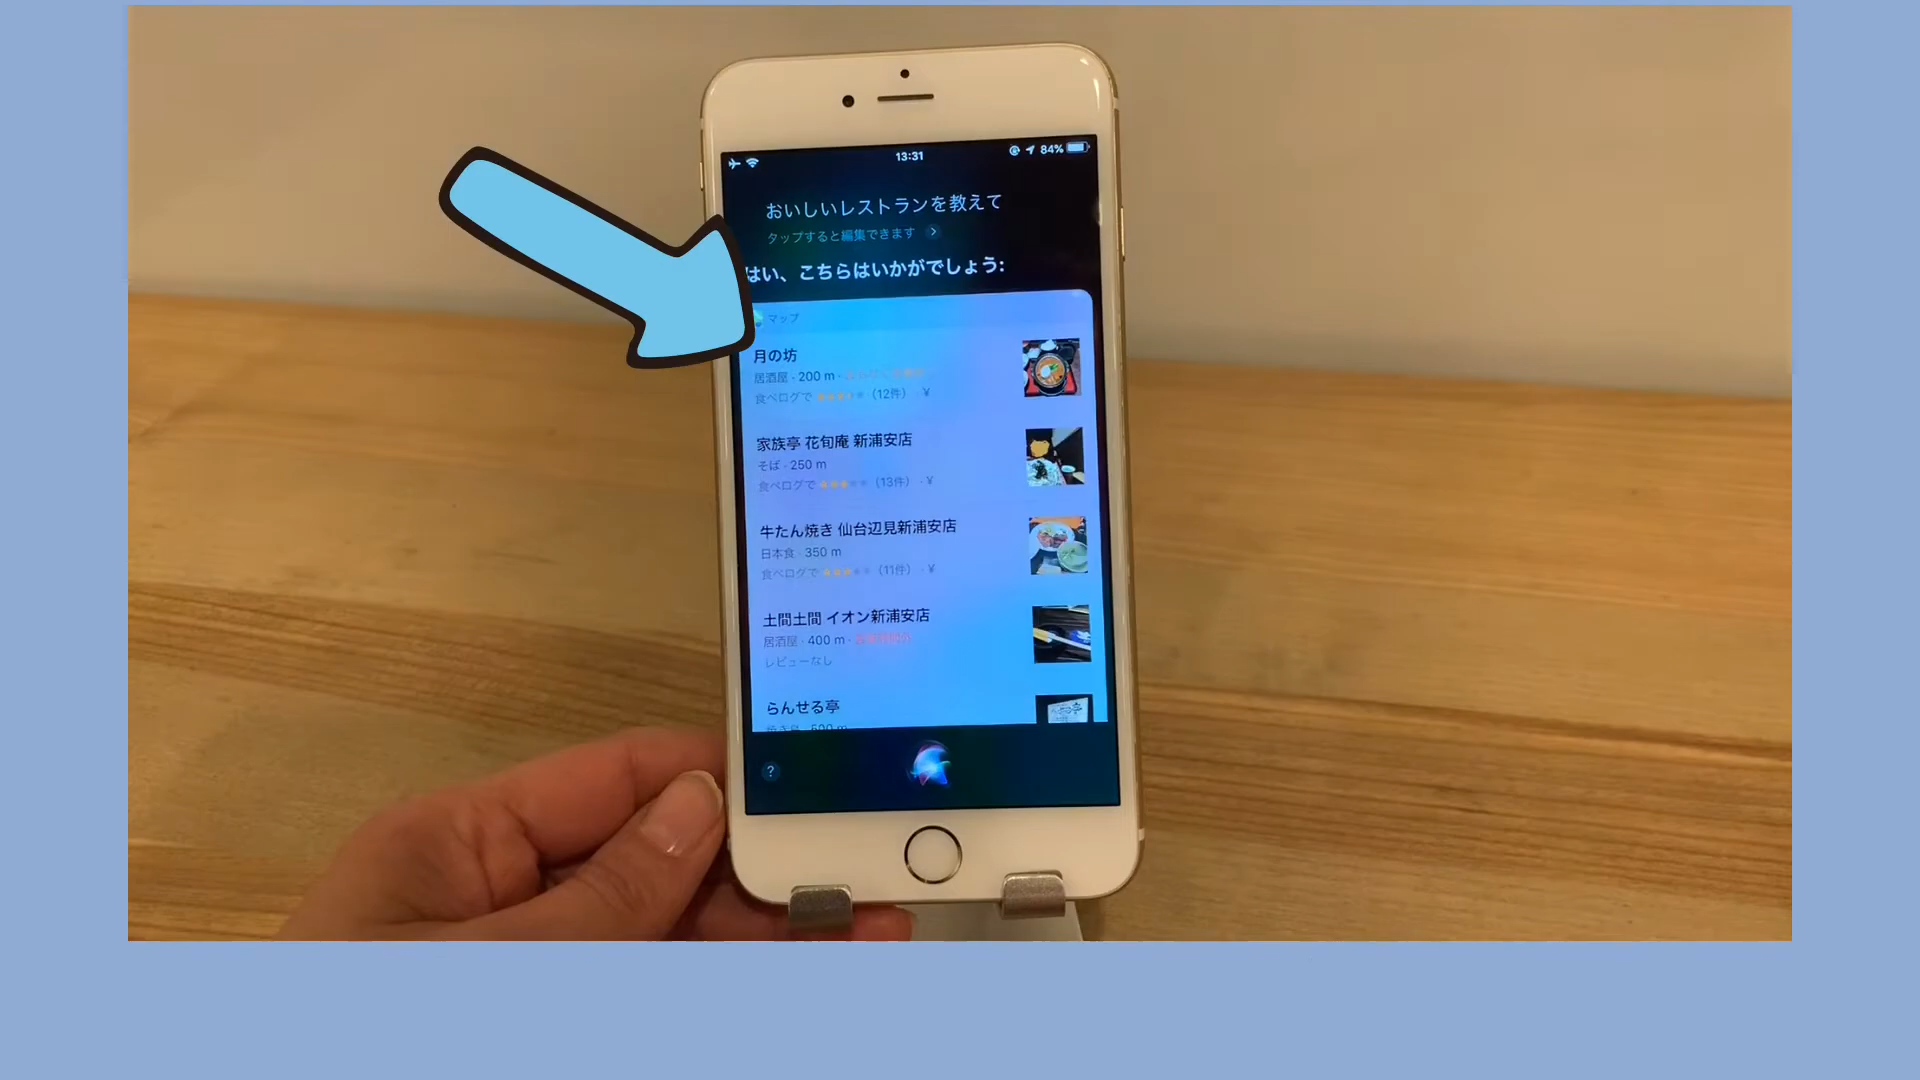 13:31
84%
おいしいレストランを教えて
タップすると編集できます
はい、こちらはいかがでしょう:
マップ
月の坊
居酒屋 · 200 m ·
食べログで (12件) · ¥
家族亭 花旬庵 新浦安店
そば · 250 m
食べログで (13件) · ¥
牛たん焼き 仙台辺見新浦安店
日本食 · 350 m
食べログで (11件) · ¥
土間土間 イオン新浦安店
居酒屋 · 400 m ·
レビューなし
らんせる亭
500 m
?